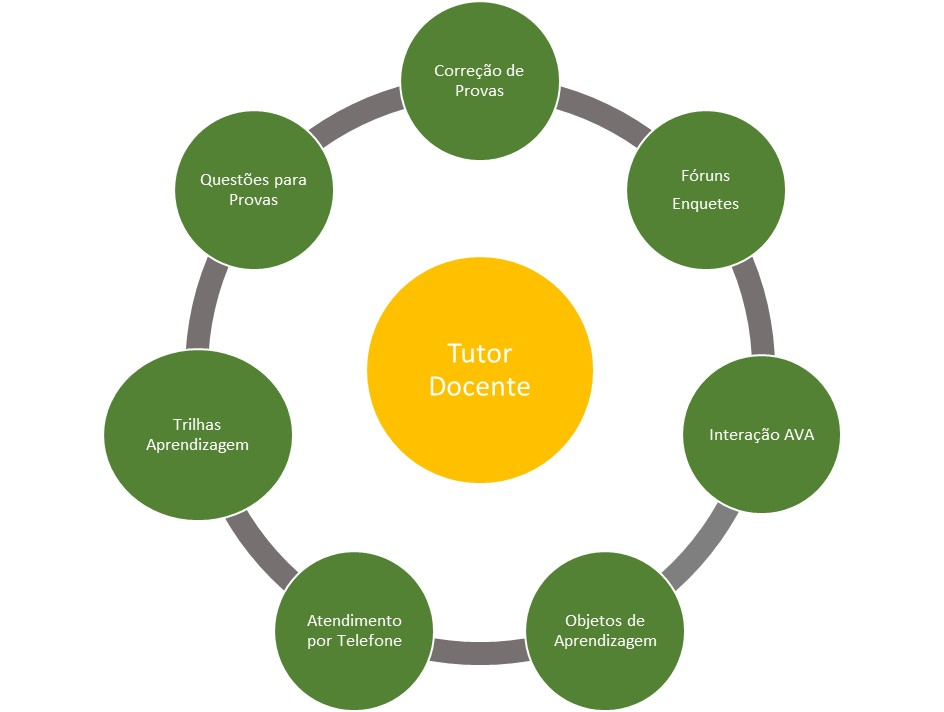 Correção de
Provas
Fóruns
Enquetes
Interação AVA
Objetos de
Aprendizagem
Atendimento
por Telefone
Trilhas
Aprendizagem
Questões para
Provas
Tutor
Docente